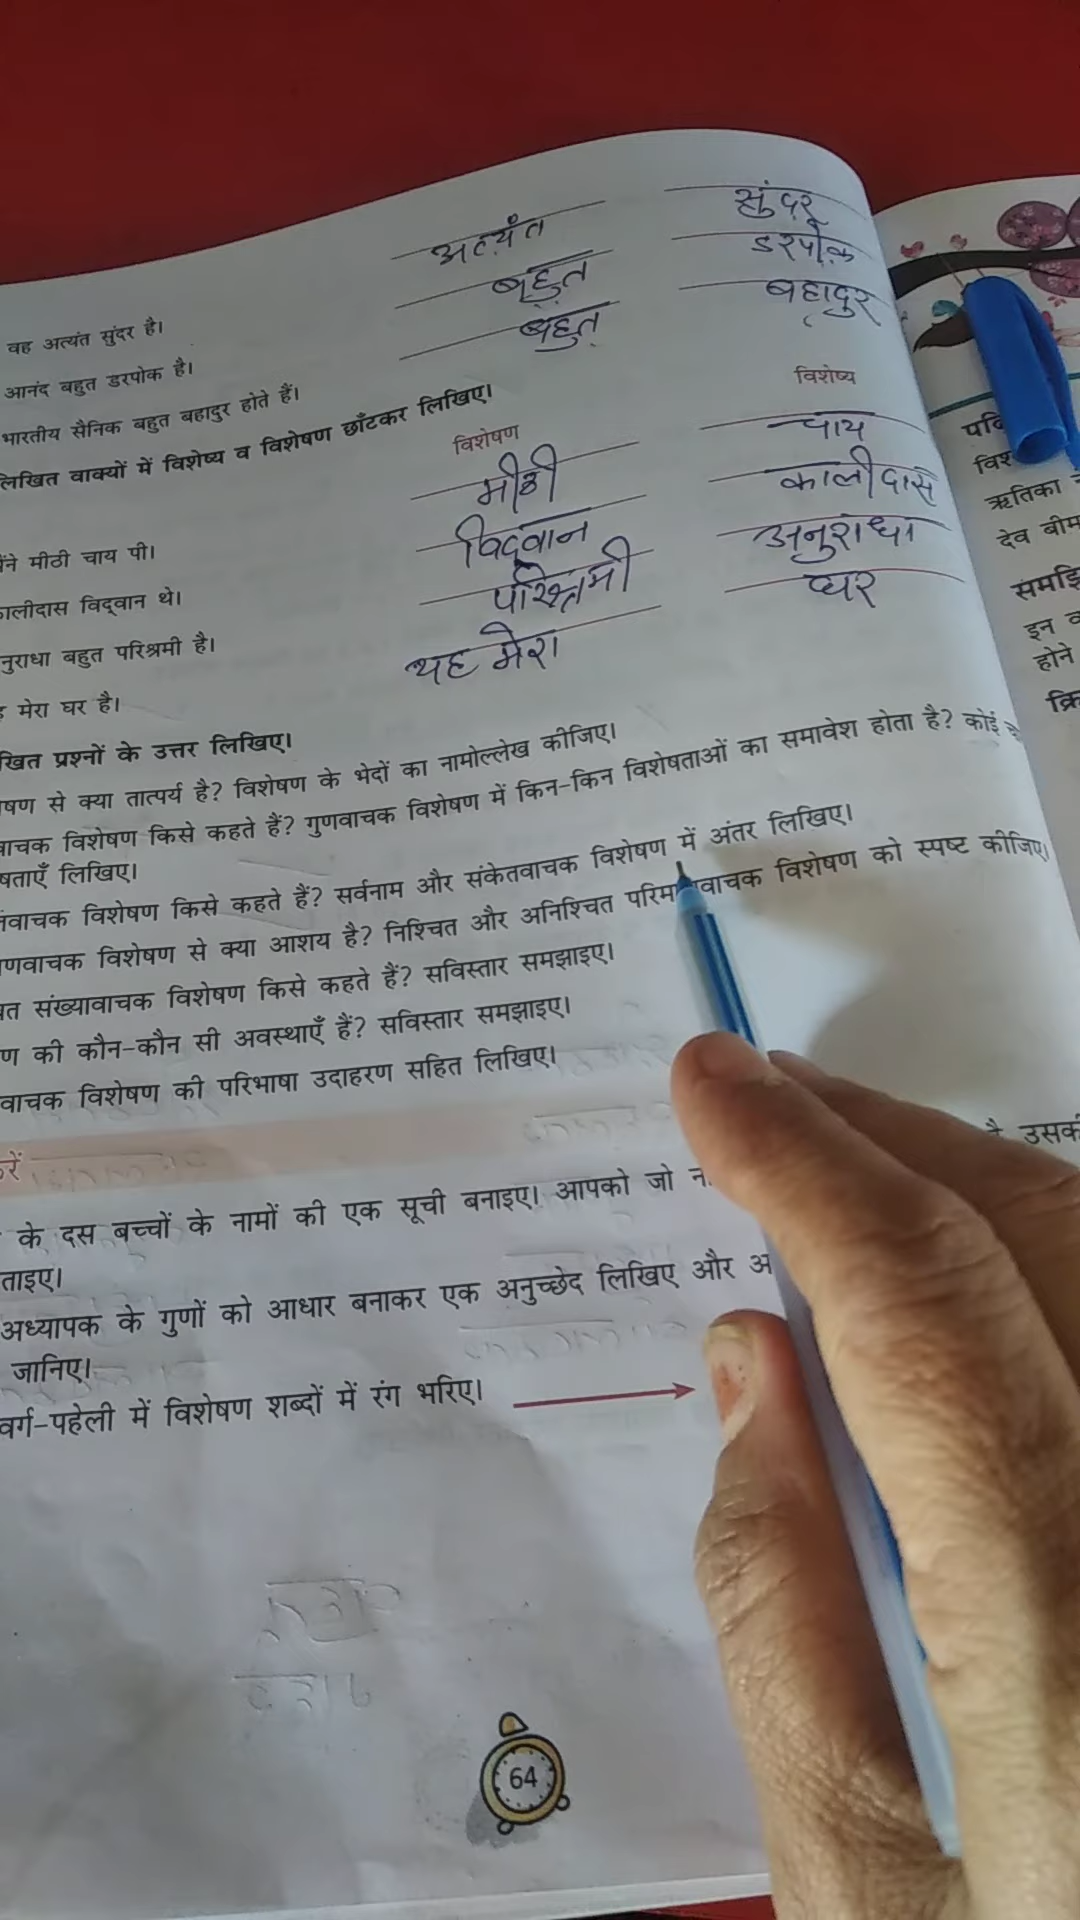 अत्यंत सुंदर
बहुत डरपोक
बहुत बहादुर
वह अत्यंत सुंदर है।
आनंद बहुत डरपोक है।
भारतीय सैनिक बहुत बहादुर होते हैं।
लिखित वाक्यों में विशेष्य व विशेषण छाँटकर लिखिए।
विशेषण विशेष्य
मीठी चाय
विद्वान कालीदास
परिश्रमी अनुराधा
यह मेरा घर
मैंने मीठी चाय पी।
कालीदास विद्‌वान थे।
नुराधा बहुत परिश्रमी है।
मेरा घर है।
खित प्रश्नों के उत्तर लिखिए।
षण से क्या तात्पर्य है? विशेषण के भेदों का नामोल्लेख कीजिए।
वाचक विशेषण किसे कहते हैं? गुणवाचक विशेषण में किन-किन विशेषताओं का समावेश होता है? कोई
षताएँ लिखिए।
वाचक विशेषण किसे कहते हैं? सर्वनाम और संकेतवाचक विशेषण में अंतर लिखिए।
णवाचक विशेषण से क्या आशय है? निश्चित और अनिश्चित परिम वाचक विशेषण को स्पष्ट कीजिए।
त संख्यावाचक विशेषण किसे कहते हैं? सविस्तार समझाइए।
ण की कौन-कौन सी अवस्थाएँ हैं? सविस्तार समझाइए।
वाचक विशेषण की परिभाषा उदाहरण सहित लिखिए।
रें
के दस बच्चों के नामों की एक सूची बनाइए। आपको जो उसकी
ताइए।
अध्यापक के गुणों को आधार बनाकर एक अनुच्छेद लिखिए और
जानिए।
वर्ग-पहेली में विशेषण शब्दों में रंग भरिए।
64
विश
ऋतिका
देव बीम
समझि
इन
होने
क्रि